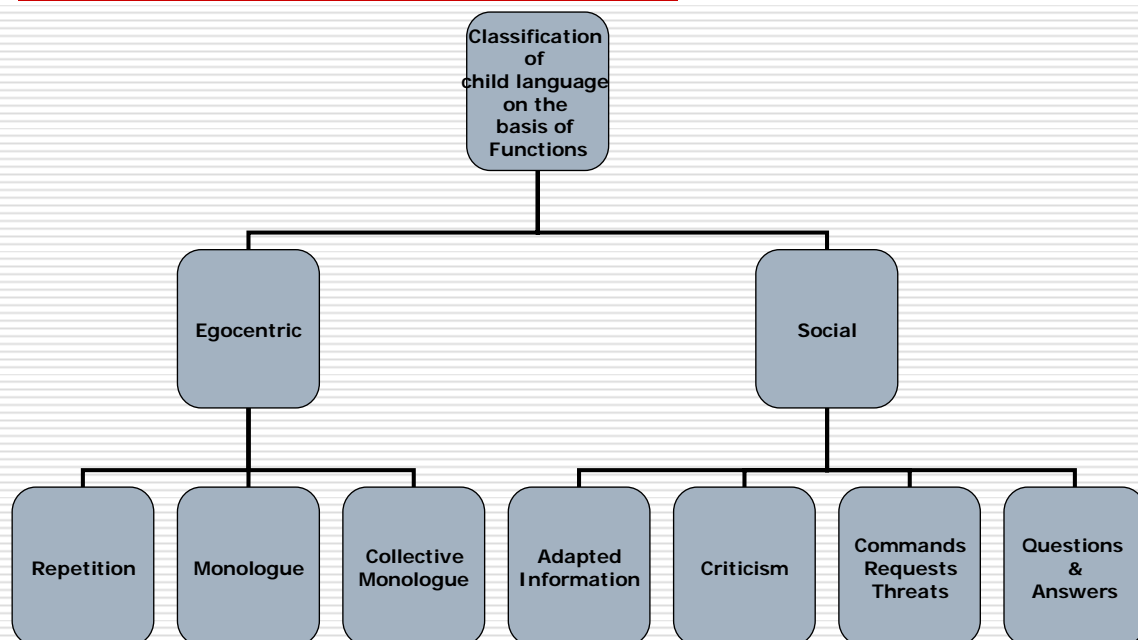 Classification
of
child language
on the
basis of
Functions
Egocentric
Social
Repetition
Monologue
Collective
Monologue
Adapted
Information
Criticism
Commands
Requests
Threats
Questions
&
Answers